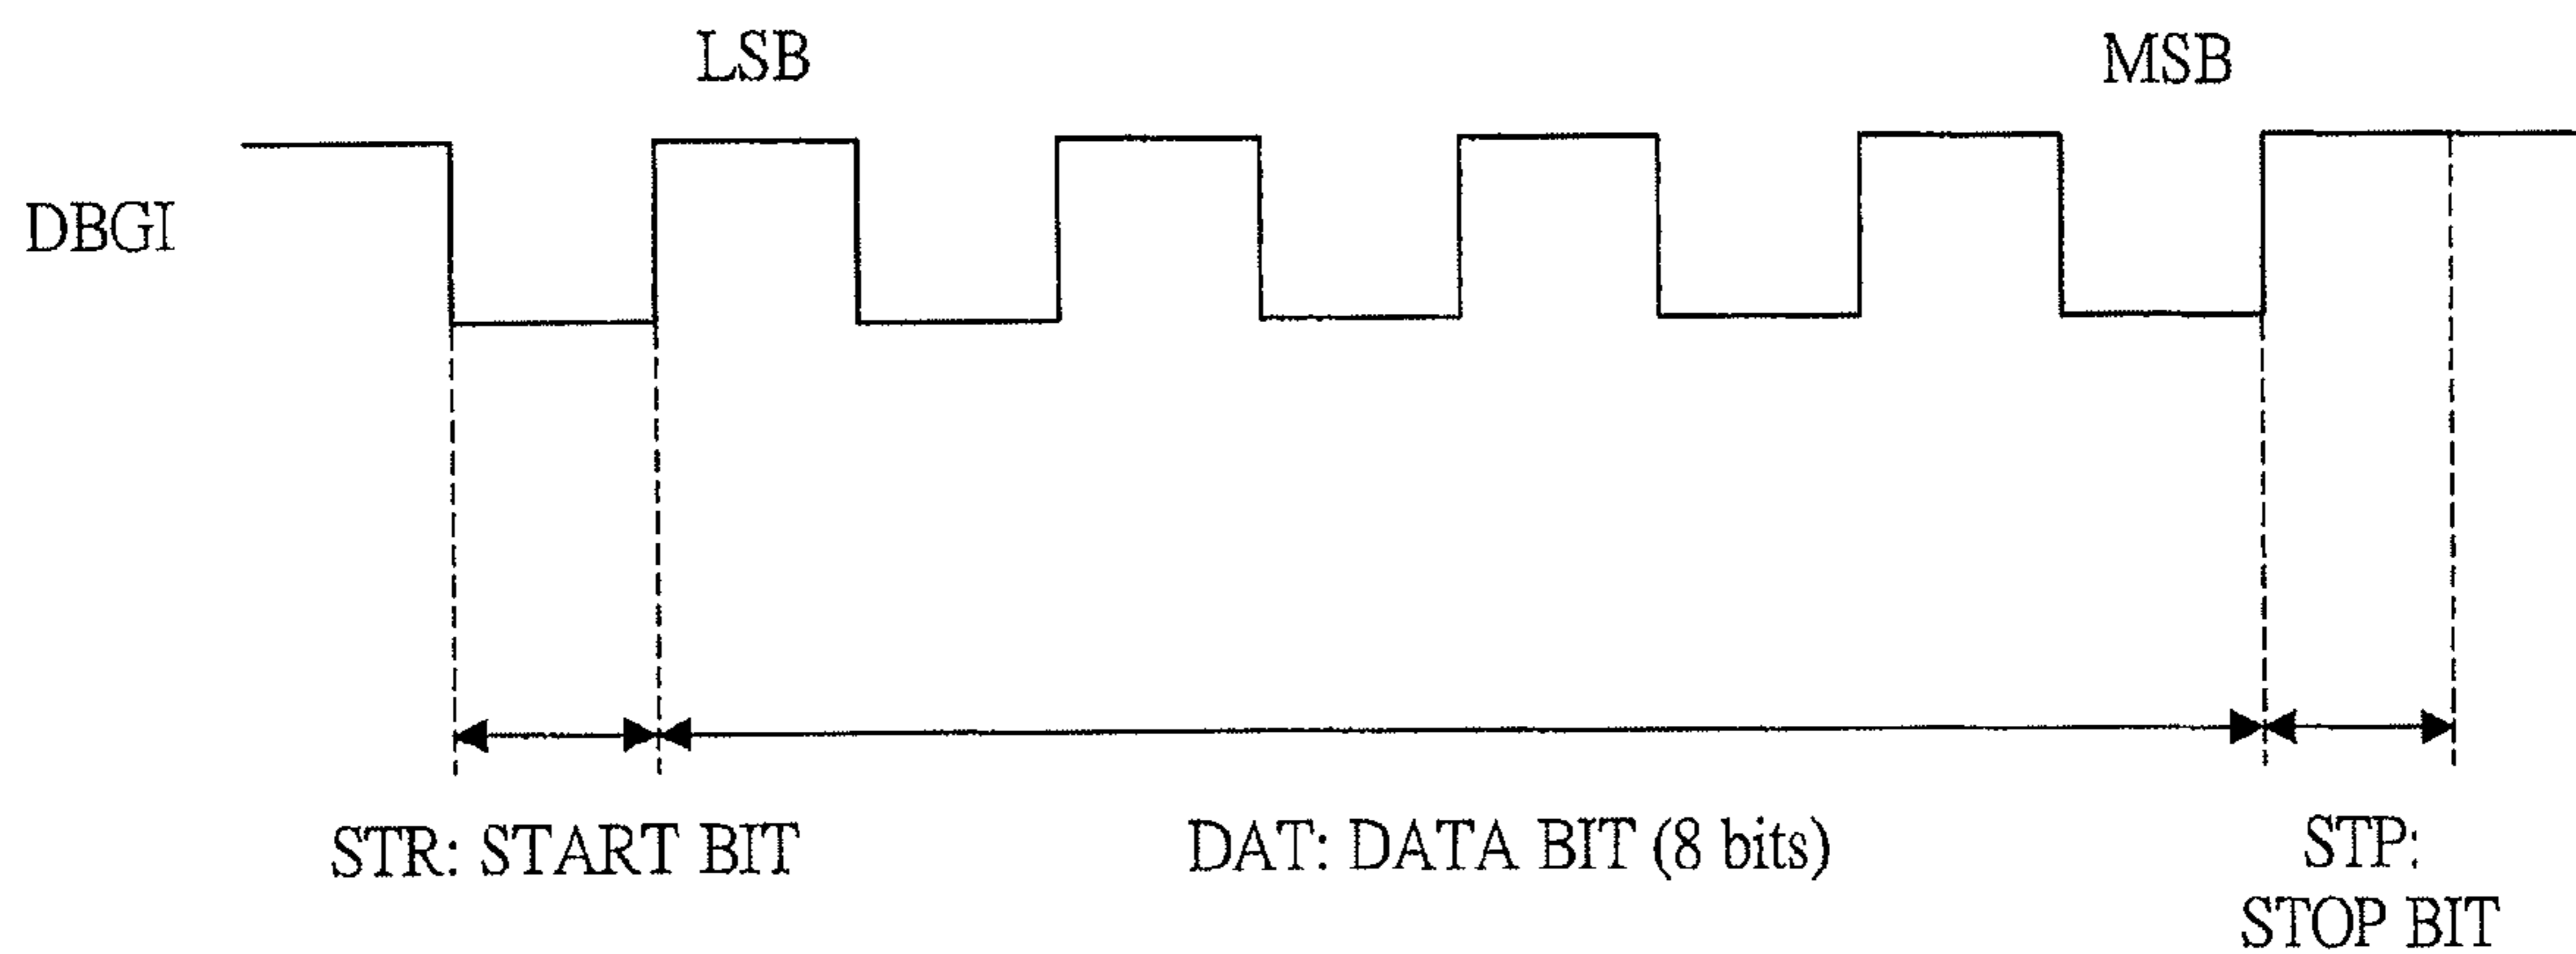 LSB MSB
DBGI
STR: START BIT DAT: DATA BIT (8 bits) STP:
STOP BIT